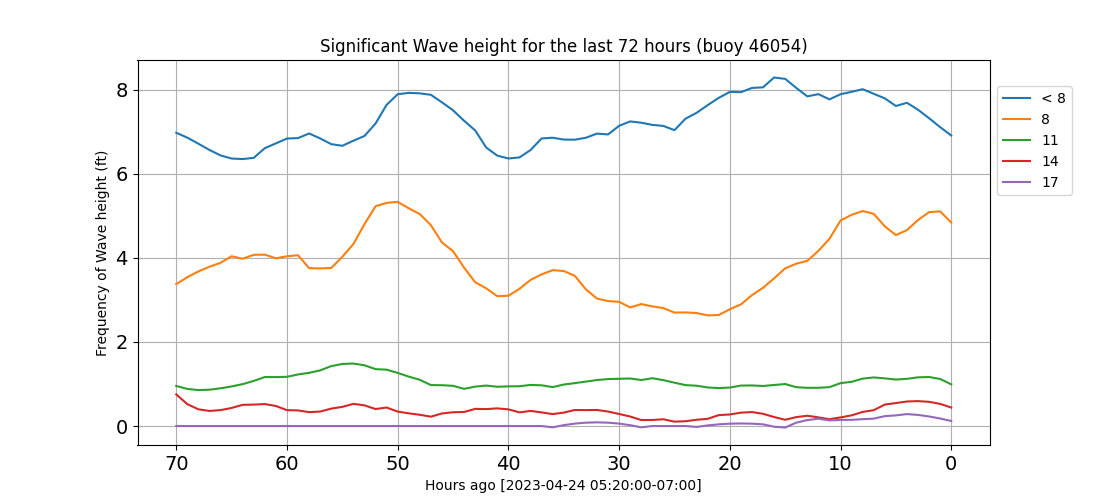 Significant Wave height for the last 72 hours (buoy 46054)
Frequency of Wave height (ft)
8
6
4
2
0
70 60 50 40 30 20 10 0
Hours ago [2023-04-24 05:20:00-07:00]
< 8
8
11
14
17